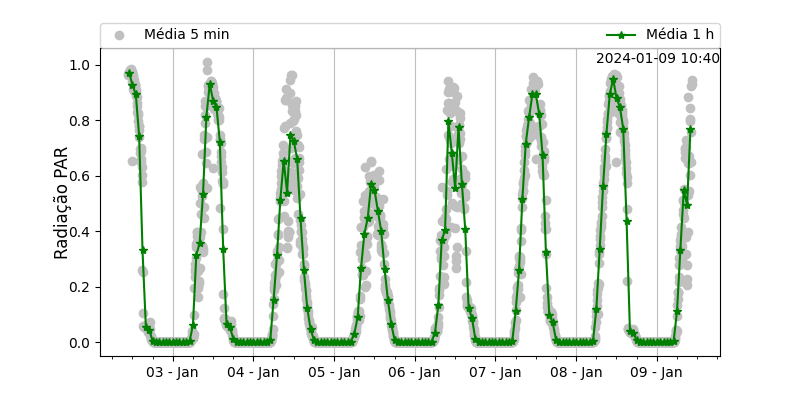 Média 5 min
Média 1 h
2024-01-09 10:40
Radiação PAR
1.0
0.8
0.6
0.4
0.2
0.0
03 - Jan
04 - Jan
05 - Jan
06 - Jan
07 - Jan
08 - Jan
09 - Jan